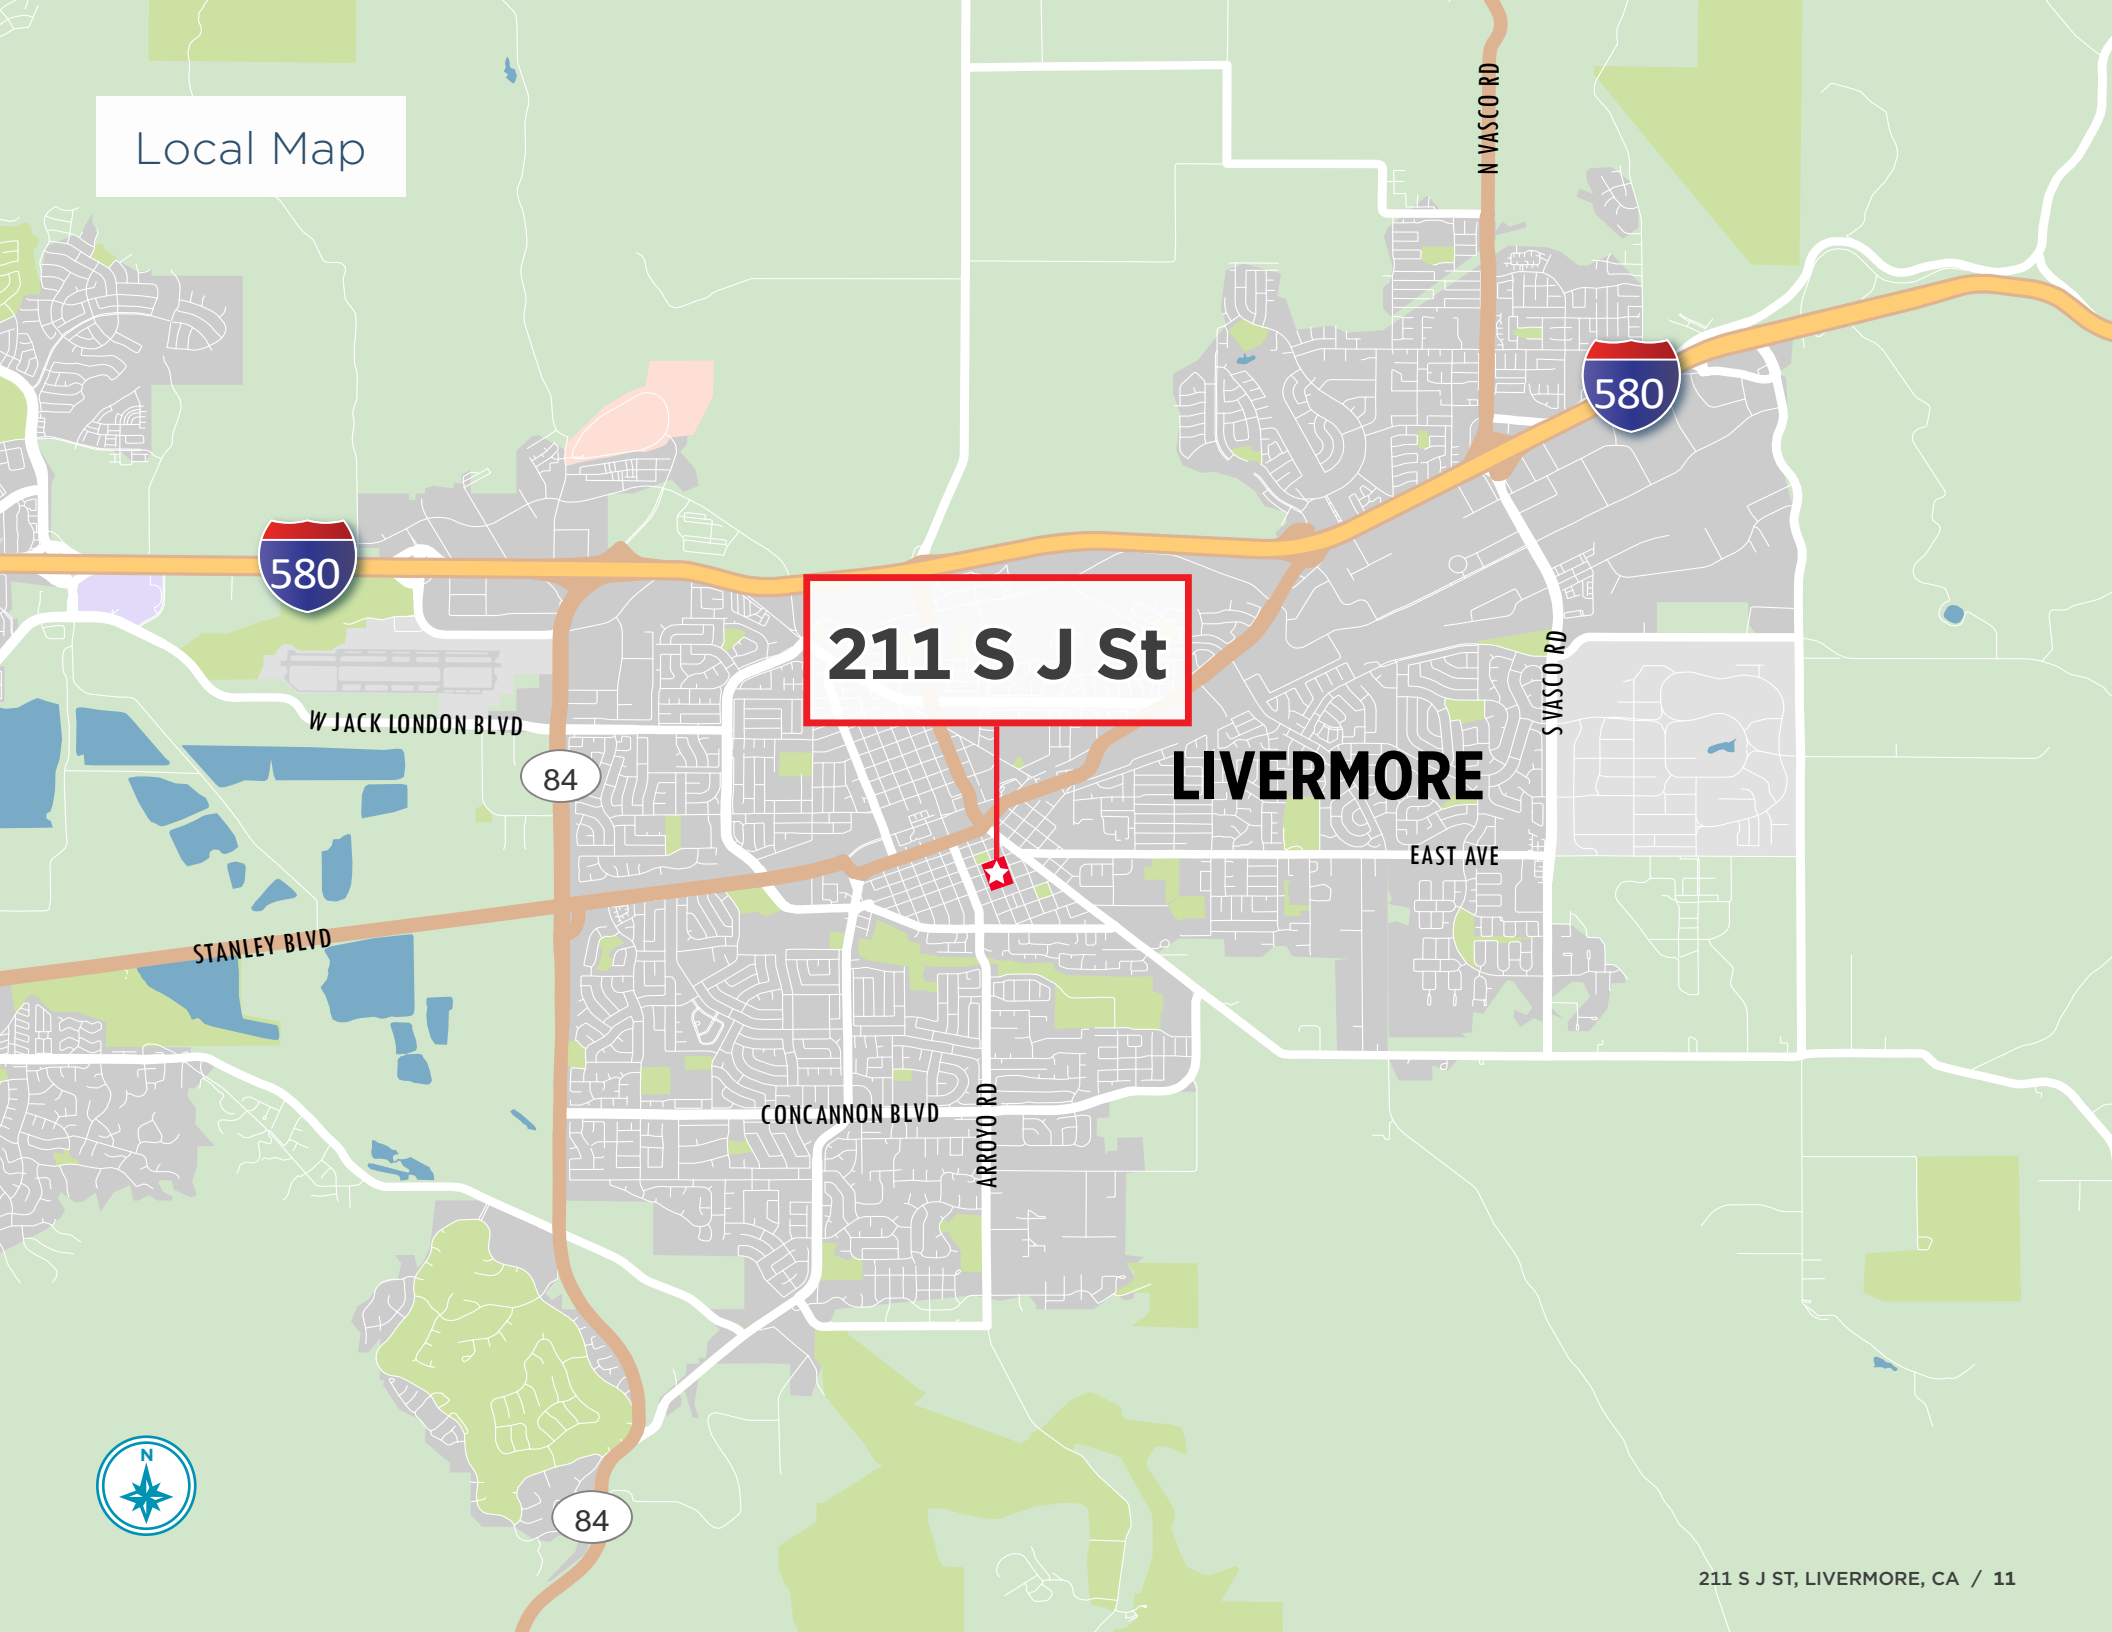 Local Map
N VASCO RD
580
580
211 S J St
S VASCO RD
W JACK LONDON BLVD
84
LIVERMORE
EAST AVE
STANLEY BLVD
CONCANNON BLVD
ARROYO RD
N
84
211 S J ST, LIVERMORE, CA / 11